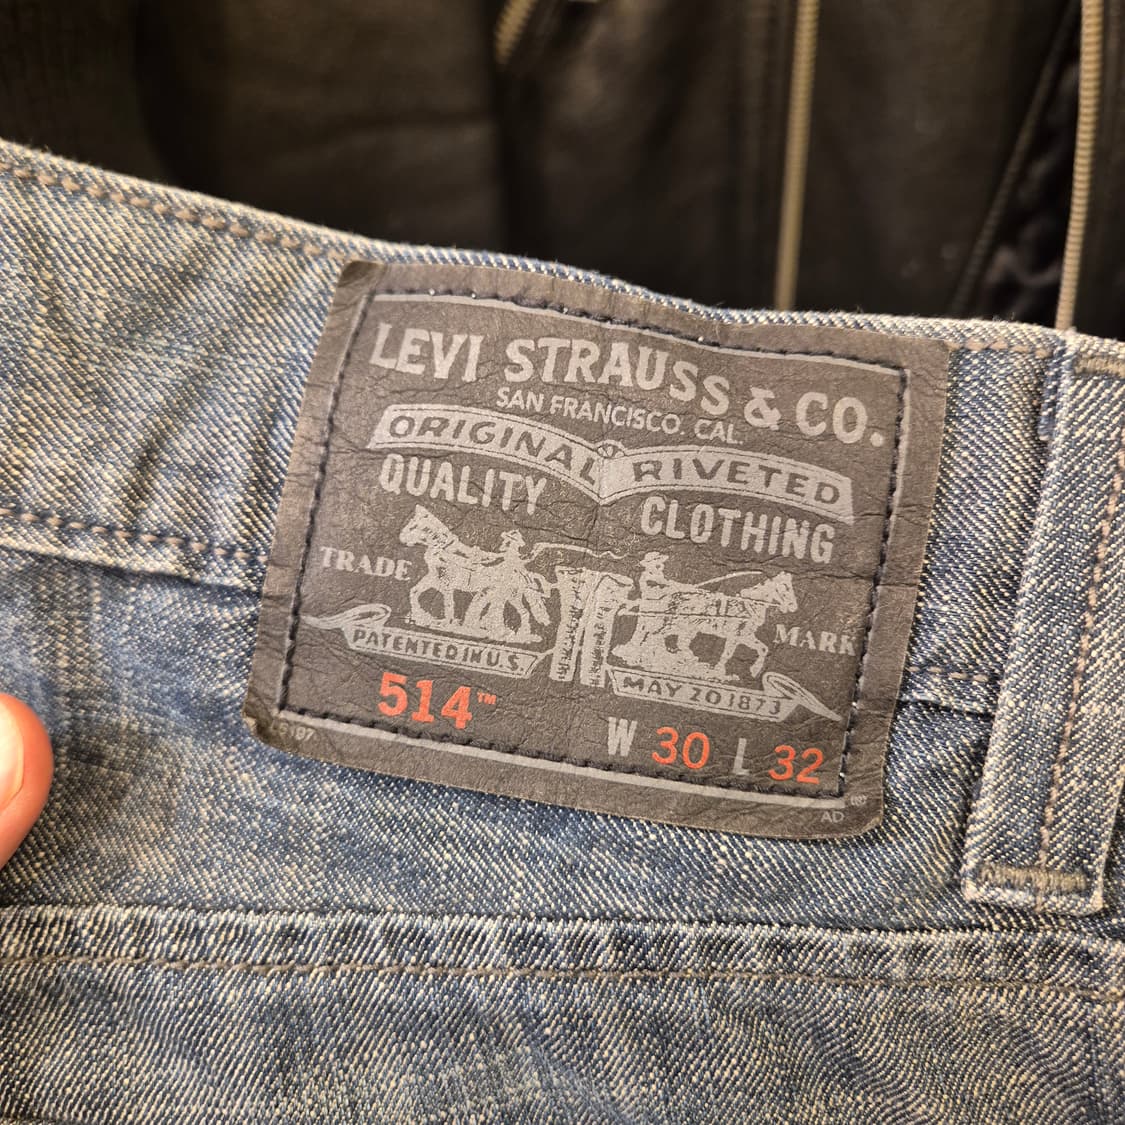 LEVI STRAUSS & CO.
SAN FRANCISCO, CAL.
ORIGINAL RIVETED
QUALITY CLOTHING
TRADE MARK
PATENTED IN U.S. MAY 20 1873
514™
W 30 L 32
AD